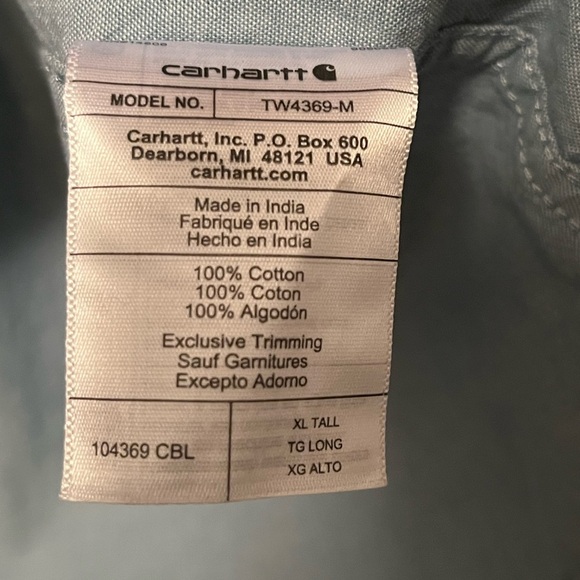 carhartt
MODEL NO. TW4369-M
Carhartt, Inc. P.O. Box 600
Dearborn, MI 48121 USA
carhartt.com
Made in India
Fabriqué en Inde
Hecho en India
100% Cotton
100% Coton
100% Algodón
Exclusive Trimming
Sauf Garnitures
Excepto Adorno
104369 CBL
XL TALL
TG LONG
XG ALTO